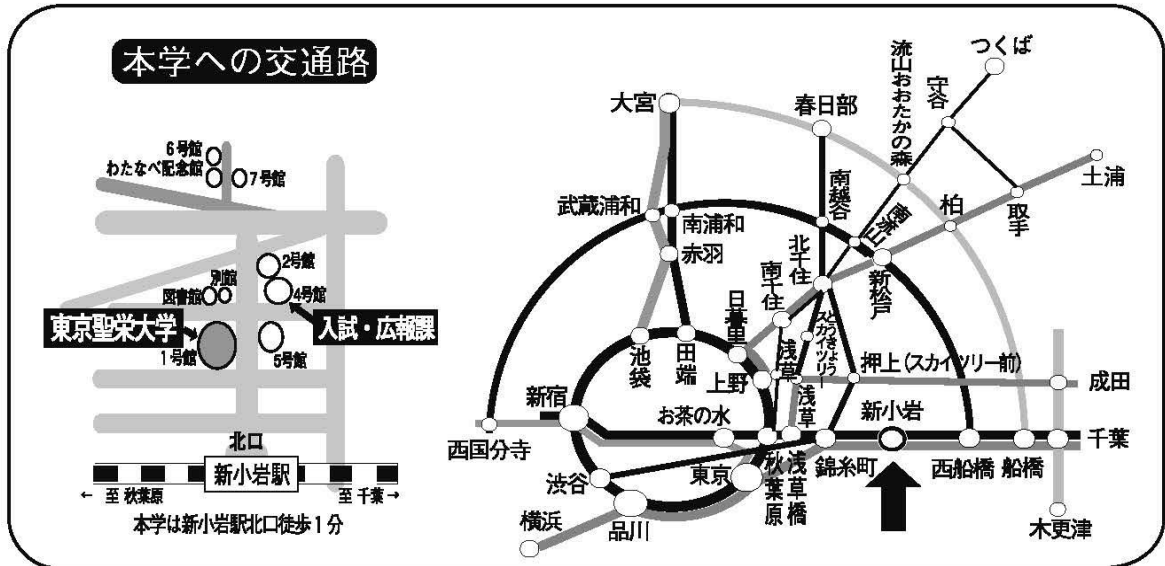 本学への交通路
6号館
わたなべ記念館
7号館
2号館
別館
図書館
4号館
東京聖栄大学
入試・広報課
1号館
5号館
北口
新小岩駅
← 至 秋葉原
至 千葉 →
本学は新小岩駅北口徒歩1分
つくば
守谷
流山おおたかの森
大宮
春日部
土浦
取手
柏
南越谷
南流山
武蔵浦和
南浦和
北千住
新松戸
赤羽
南千住
日暮里
とうきょう
スカイツリー
浅草
池袋
田端
上野
押上(スカイツリー前)
成田
浅草
新宿
お茶の水
新小岩
千葉
西国分寺
渋谷
東京
秋葉原
浅草橋
錦糸町
西船橋
船橋
横浜
品川
木更津